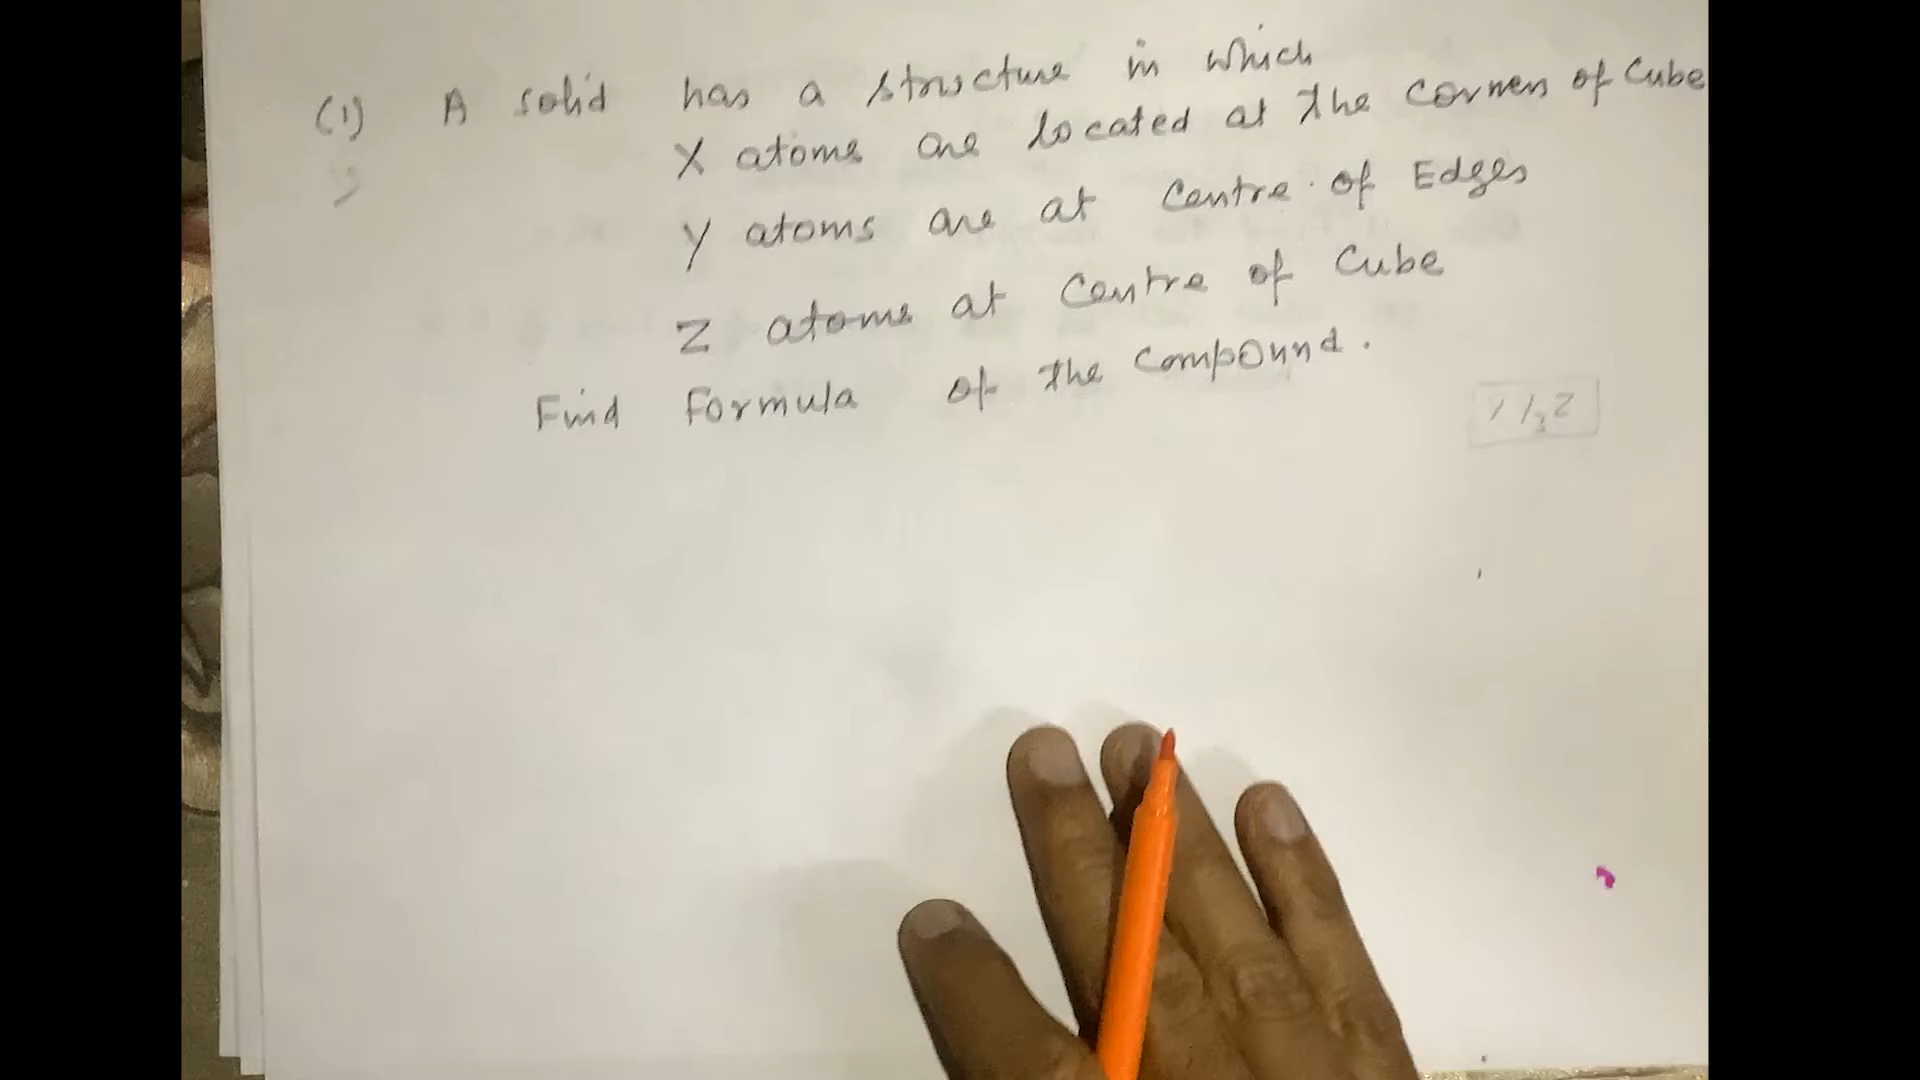 (1) A solid has a structure in which
X atoms are located at the corners of Cube
Y atoms are at centre of Edges
Z atoms at centre of cube
Find Formula of the compound.